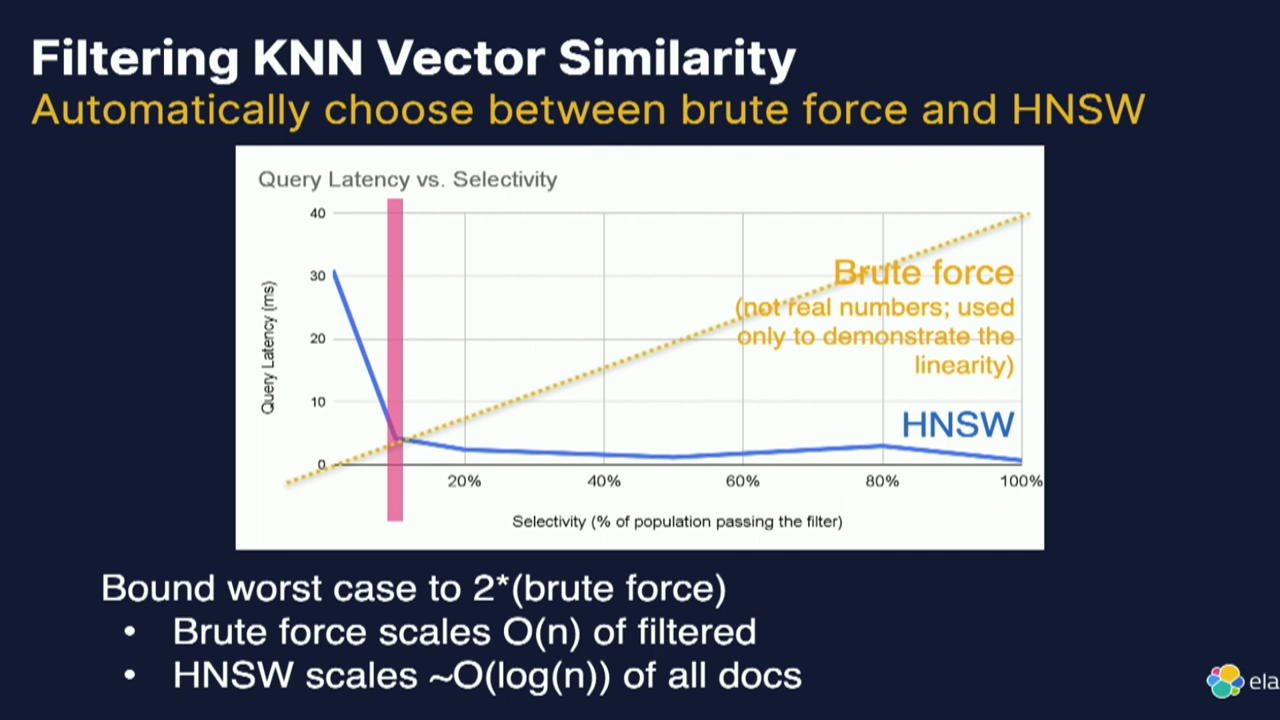 Filtering KNN Vector Similarity
Automatically choose between brute force and HNSW
Query Latency vs. Selectivity
40
30
20
10
0
Query Latency (ms)
Brute force
(not real numbers; used
only to demonstrate the
linearity)
HNSW
20%
40%
60%
80%
100%
Selectivity (% of population passing the filter)
Bound worst case to 2*(brute force)
• Brute force scales O(n) of filtered
• HNSW scales ~O(log(n)) of all docs
ela